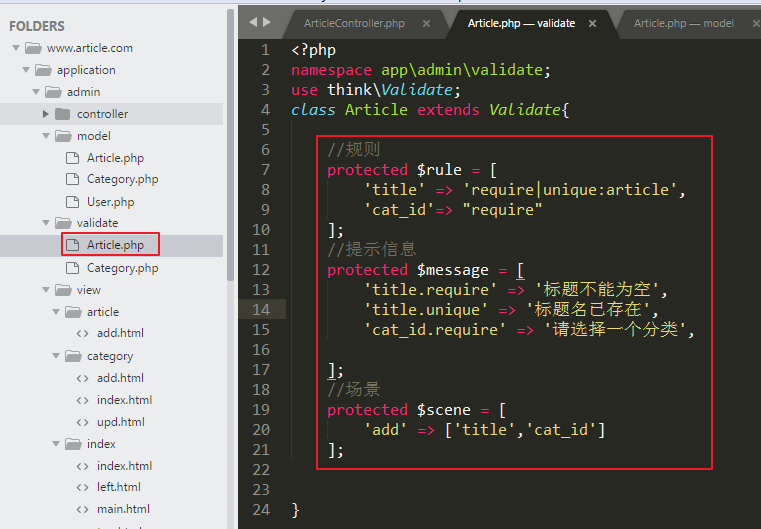 FOLDERS
www.article.com
application
admin
controller
model
Article.php
Category.php
User.php
validate
Article.php
Category.php
view
article
add.html
category
add.html
index.html
upd.html
index
index.html
left.html
main.html
ArticleController.php ×
Article.php — validate ×
Article.php — model ×
1 <?php
2 namespace app\admin\validate;
3 use think\Validate;
4 class Article extends Validate{
5
6 //规则
7 protected $rule = [
8 'title' => 'require|unique:article',
9 'cat_id'=> "require"
10 ];
11 //提示信息
12 protected $message = [
13 'title.require' => '标题不能为空',
14 'title.unique' => '标题名已存在',
15 'cat_id.require' => '请选择一个分类',
16
17 ];
18 //场景
19 protected $scene = [
20 'add' => ['title','cat_id']
21 ];
22
23
24 }